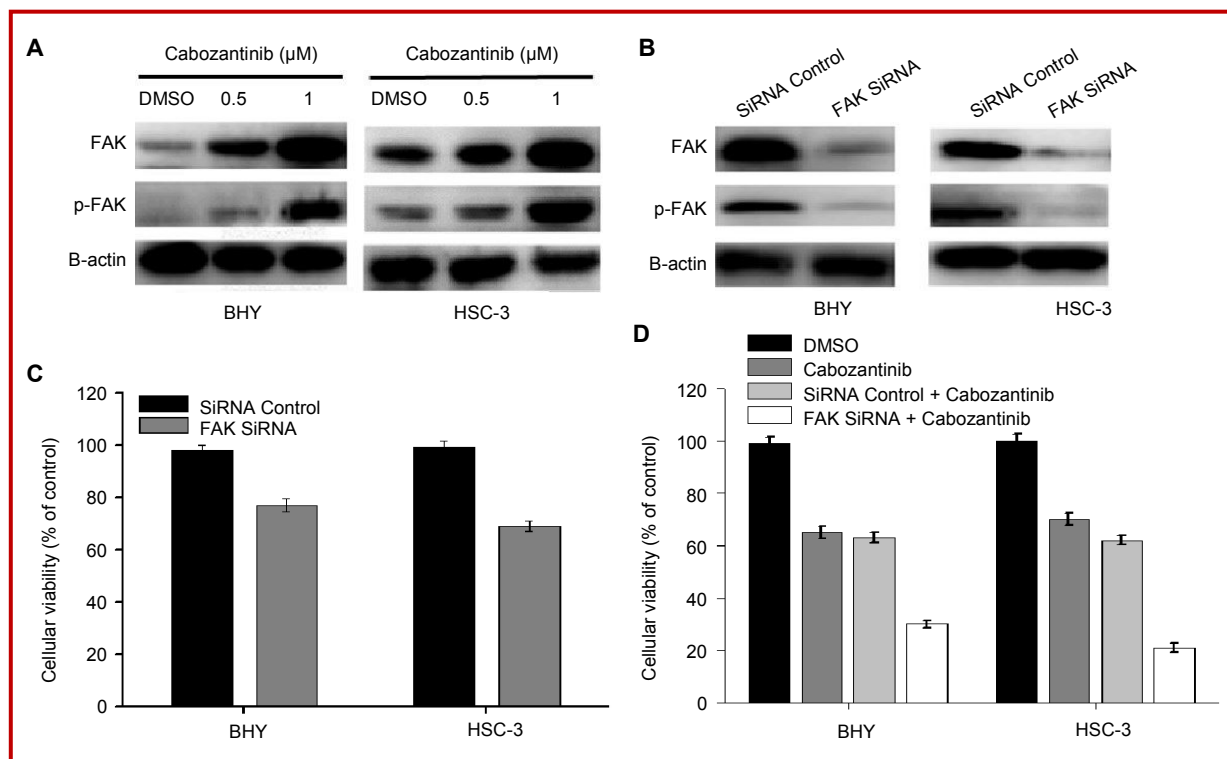 A
Cabozantinib (µM)
Cabozantinib (µM)
DMSO 0.5 1
DMSO 0.5 1
FAK
p-FAK
B-actin
BHY
HSC-3
B
SiRNA Control
FAK SiRNA
SiRNA Control
FAK SiRNA
FAK
p-FAK
B-actin
BHY
HSC-3
C
SiRNA Control
FAK SiRNA
Cellular viability (% of control)
120
100
80
60
40
20
0
BHY
HSC-3
D
DMSO
Cabozantinib
SiRNA Control + Cabozantinib
FAK SiRNA + Cabozantinib
Cellular viability (% of control)
120
100
80
60
40
20
0
BHY
HSC-3